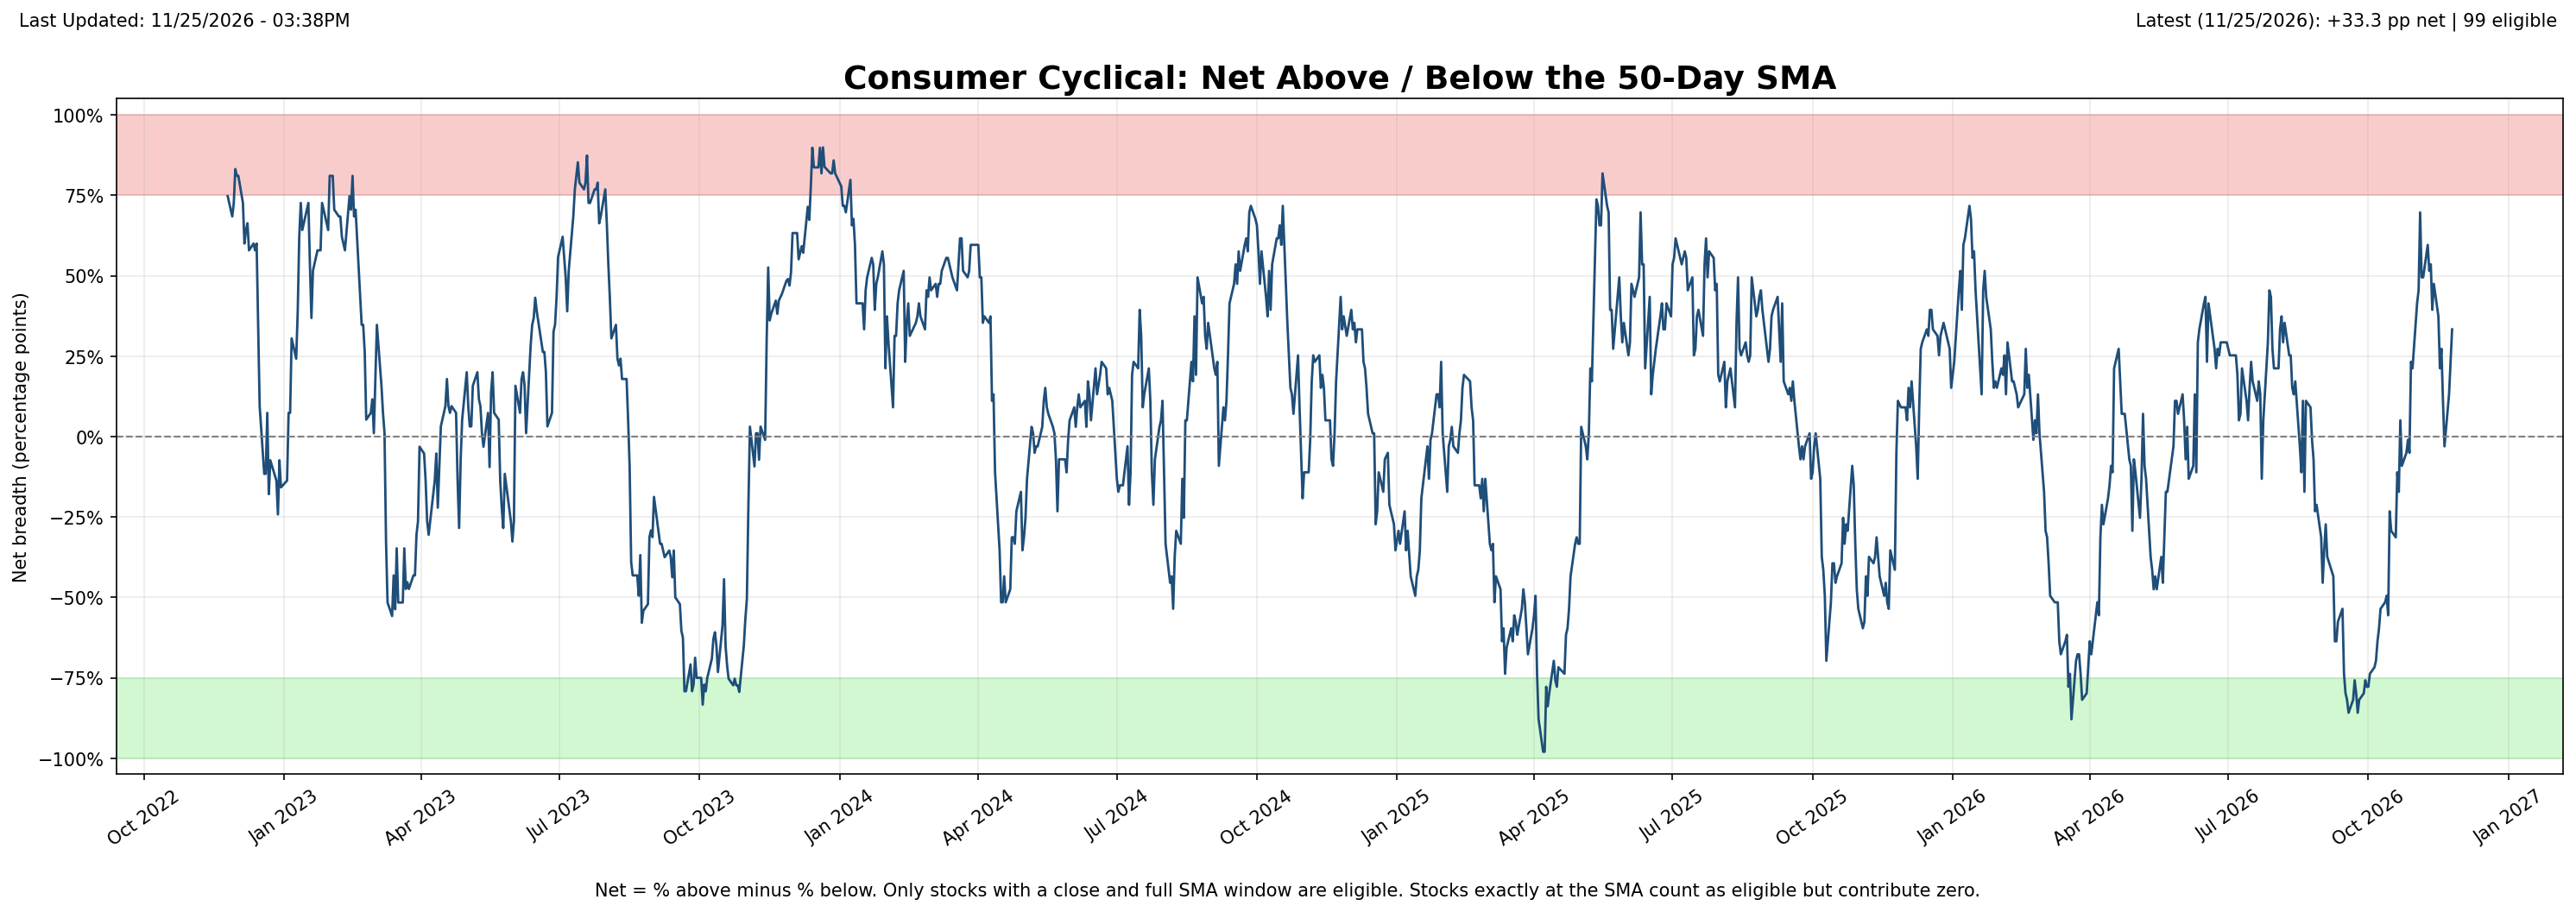 Last Updated: 11/25/2026 - 03:38PM
Latest (11/25/2026): +33.3 pp net | 99 eligible
Consumer Cyclical: Net Above / Below the 50-Day SMA
Net breadth (percentage points)
100%
75%
50%
25%
0%
−25%
−50%
−75%
−100%
Oct 2022
Jan 2023
Apr 2023
Jul 2023
Oct 2023
Jan 2024
Apr 2024
Jul 2024
Oct 2024
Jan 2025
Apr 2025
Jul 2025
Oct 2025
Jan 2026
Apr 2026
Jul 2026
Oct 2026
Jan 2027
Net = % above minus % below. Only stocks with a close and full SMA window are eligible. Stocks exactly at the SMA count as eligible but contribute zero.